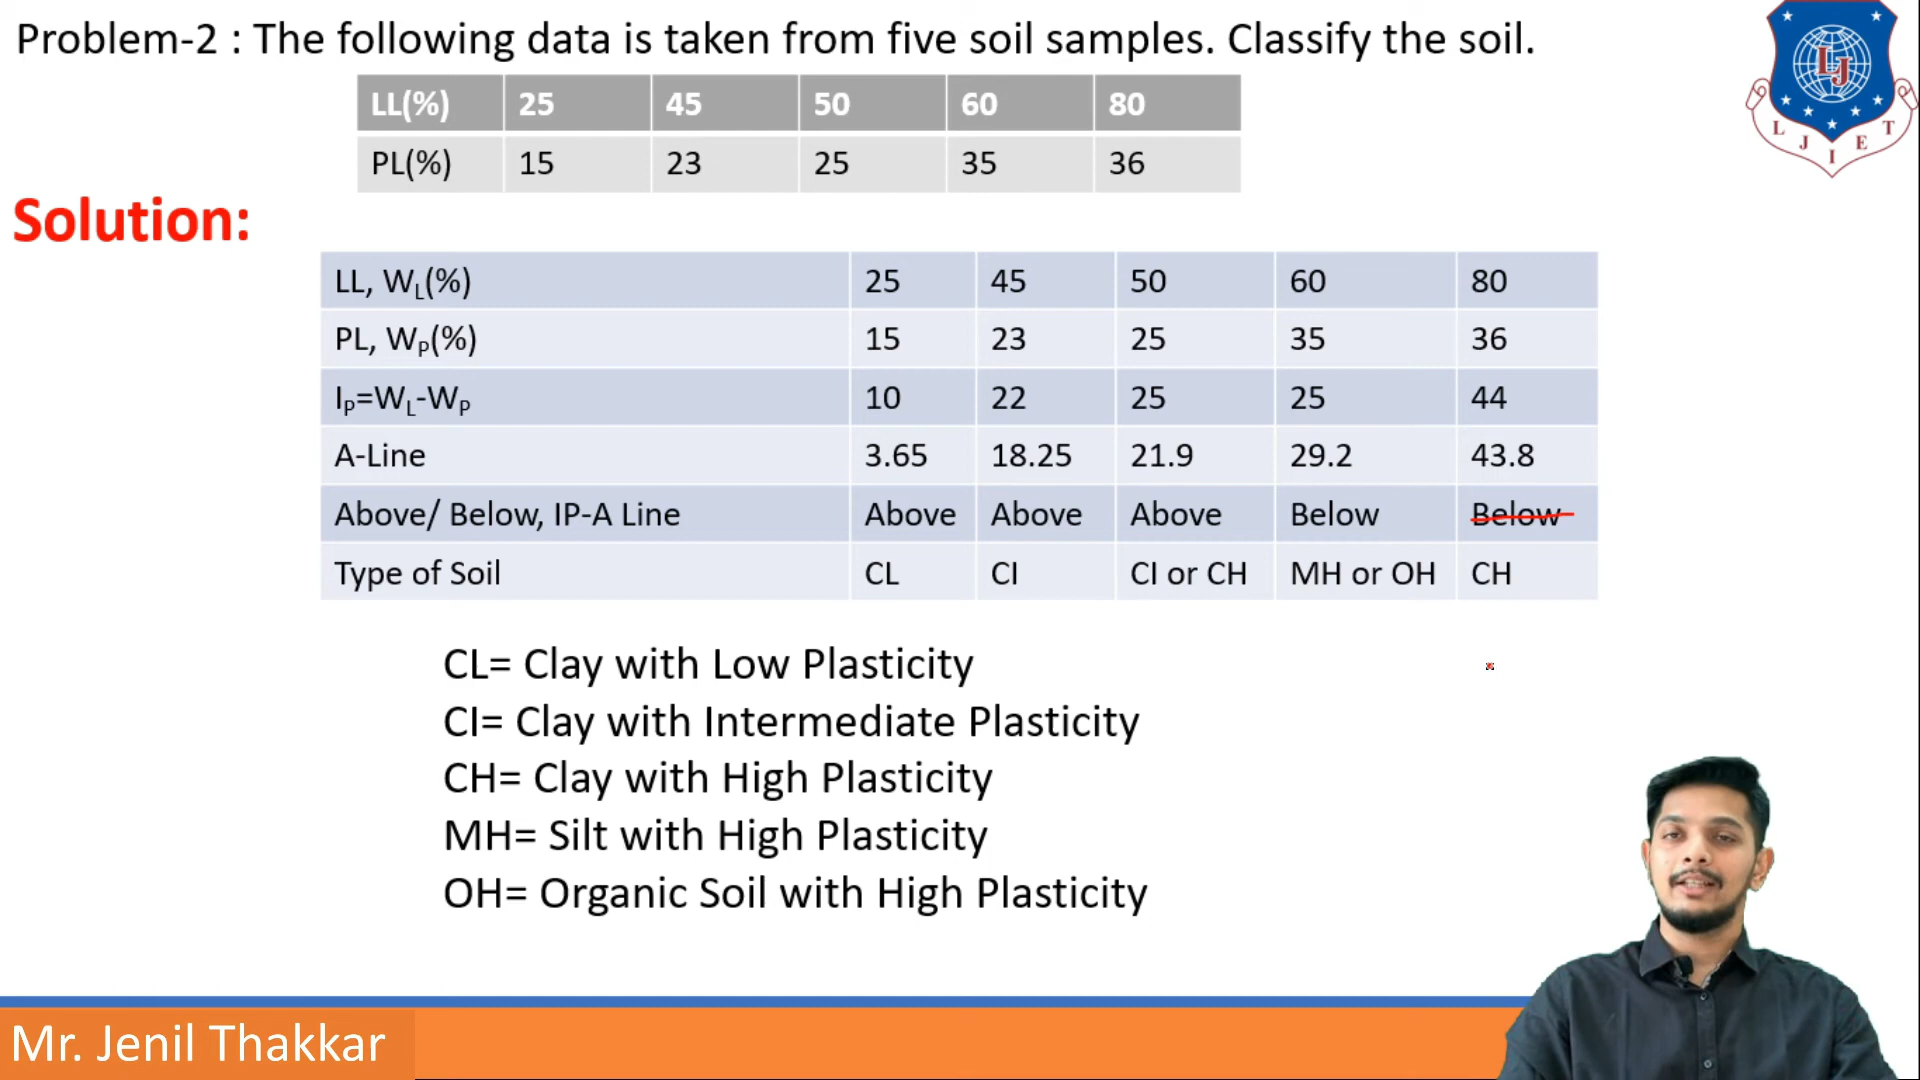 Problem-2 : The following data is taken from five soil samples. Classify the soil.
LL(%) 25 45 50 60 80
PL(%) 15 23 25 35 36
LJ
L J I E T
Solution:
LL, WL(%) 25 45 50 60 80
PL, WP(%) 15 23 25 35 36
IP=WL-WP 10 22 25 25 44
A-Line 3.65 18.25 21.9 29.2 43.8
Above/ Below, IP-A Line Above Above Above Below Below
Type of Soil CL CI CI or CH MH or OH CH
CL= Clay with Low Plasticity
CI= Clay with Intermediate Plasticity
CH= Clay with High Plasticity
MH= Silt with High Plasticity
OH= Organic Soil with High Plasticity
Mr. Jenil Thakkar